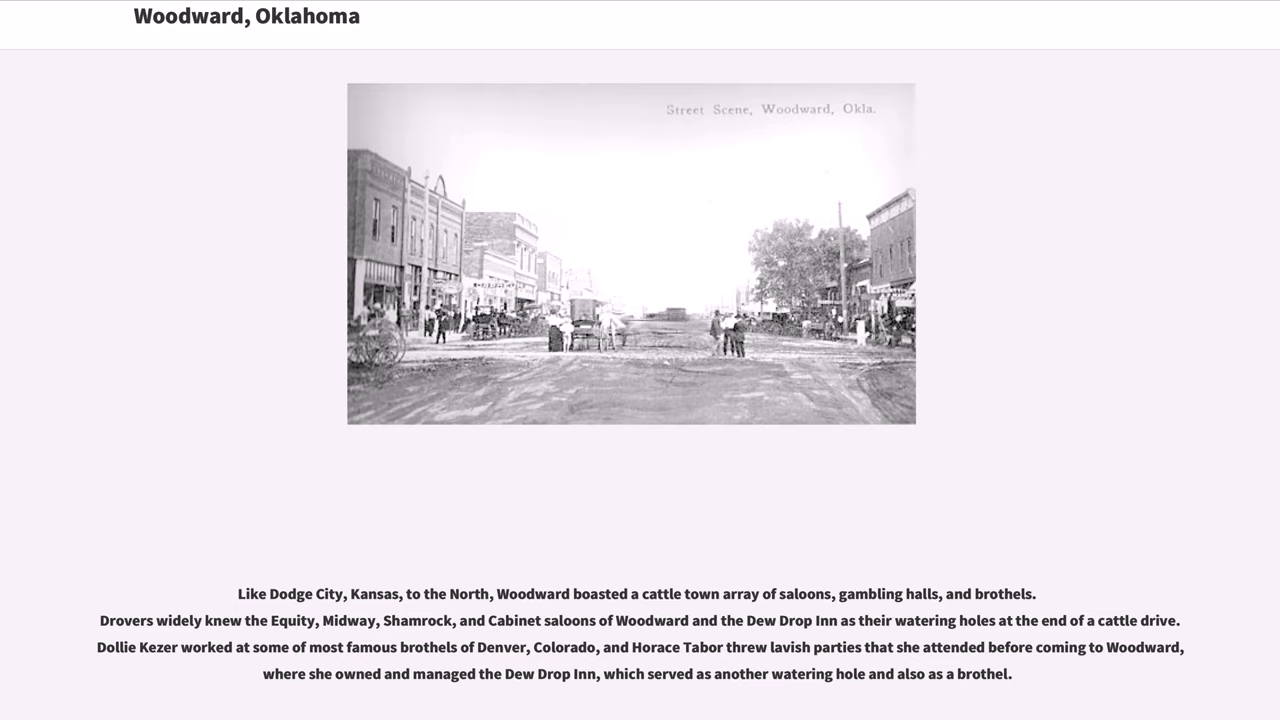 Woodward, Oklahoma
Street Scene, Woodward, Okla.
Like Dodge City, Kansas, to the North, Woodward boasted a cattle town array of saloons, gambling halls, and brothels.
Drovers widely knew the Equity, Midway, Shamrock, and Cabinet saloons of Woodward and the Dew Drop Inn as their watering holes at the end of a cattle drive.
Dollie Kezer worked at some of most famous brothels of Denver, Colorado, and Horace Tabor threw lavish parties that she attended before coming to Woodward,
where she owned and managed the Dew Drop Inn, which served as another watering hole and also as a brothel.